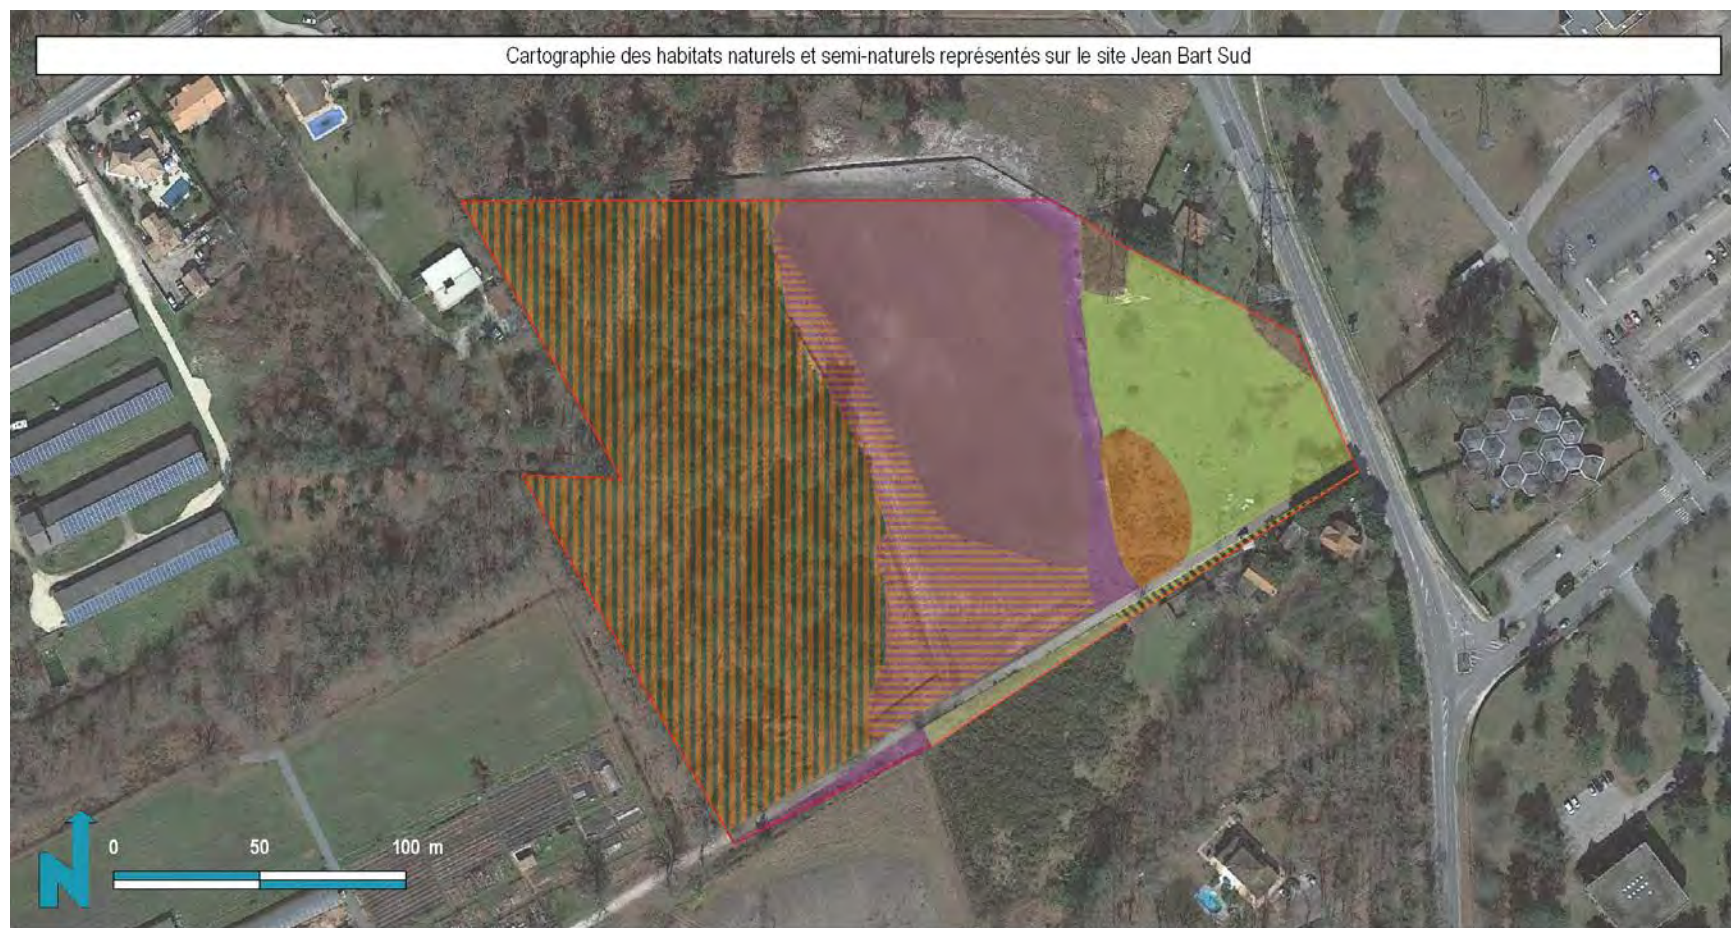 Cartographie des habitats naturels et semi-naturels représentés sur le site Jean Bart Sud
N
0 50 100 m